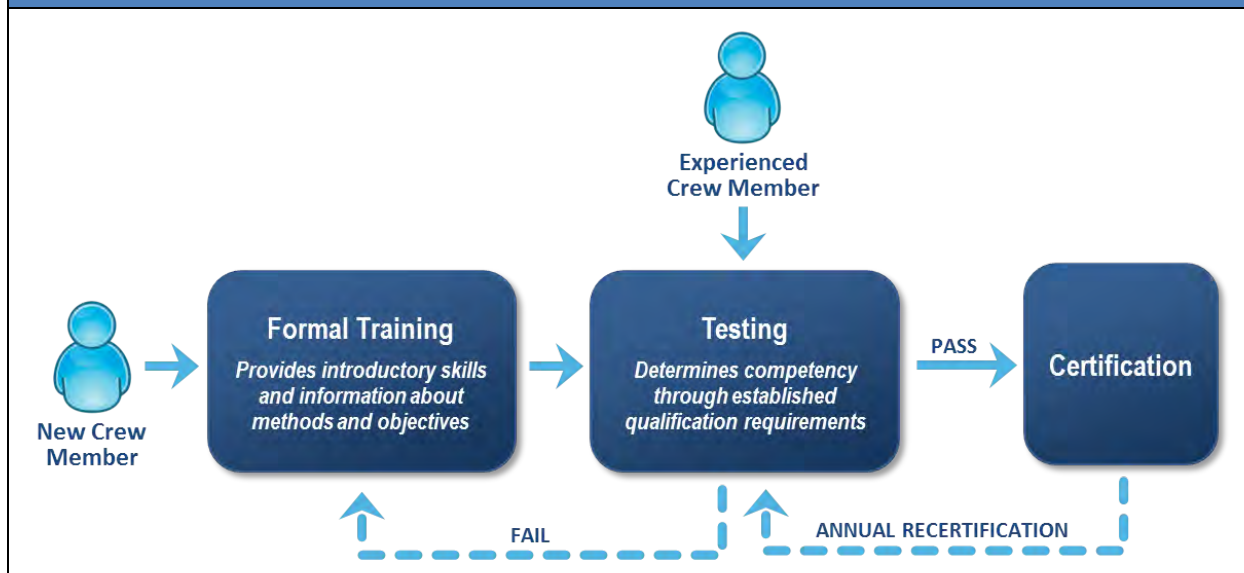 Experienced
Crew Member
New Crew
Member
Formal Training
Provides introductory skills
and information about
methods and objectives
Testing
Determines competency
through established
qualification requirements
PASS
Certification
FAIL
ANNUAL RECERTIFICATION